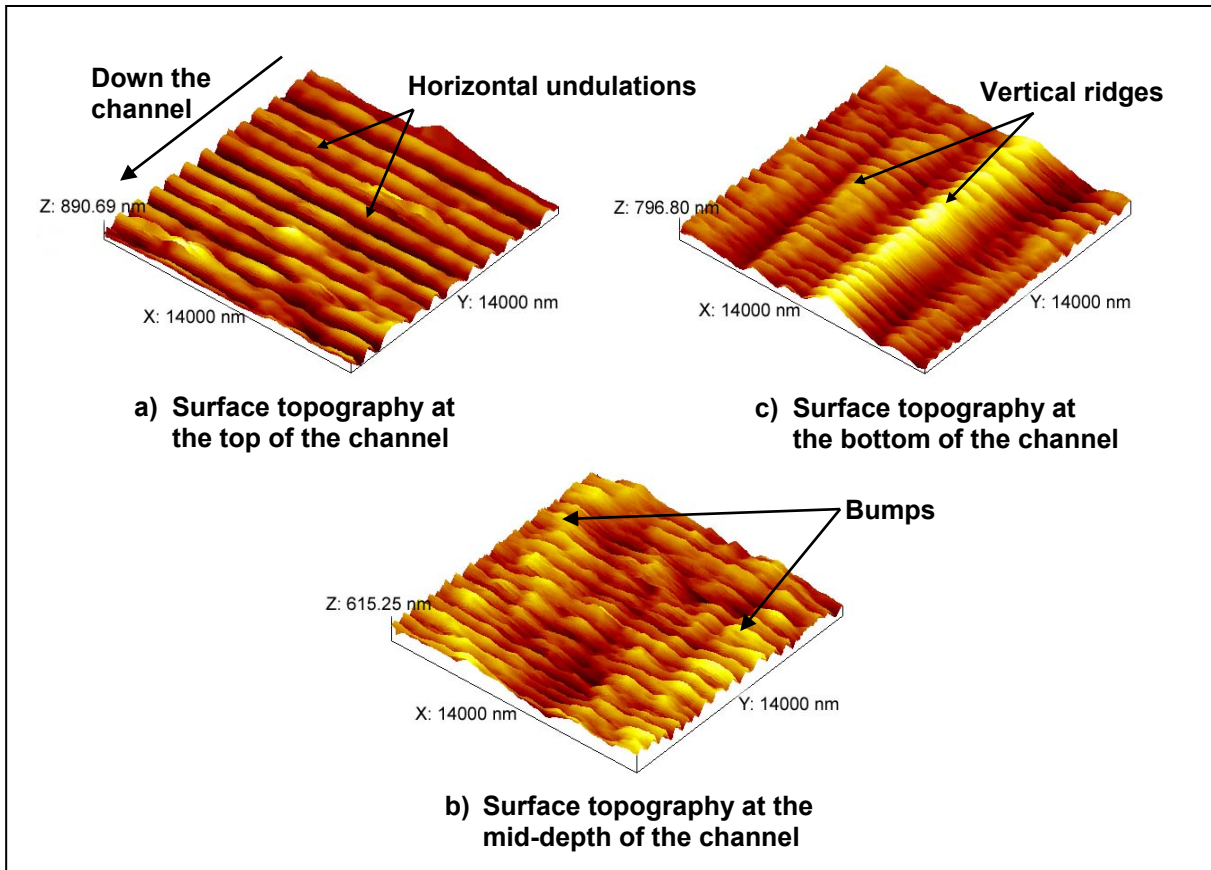 Down the
channel
Horizontal undulations
Z: 890.69 nm
X: 14000 nm
Y: 14000 nm
a) Surface topography at
the top of the channel
Vertical ridges
Z: 796.80 nm
X: 14000 nm
Y: 14000 nm
c) Surface topography at
the bottom of the channel
Bumps
Z: 615.25 nm
X: 14000 nm
Y: 14000 nm
b) Surface topography at the
mid-depth of the channel